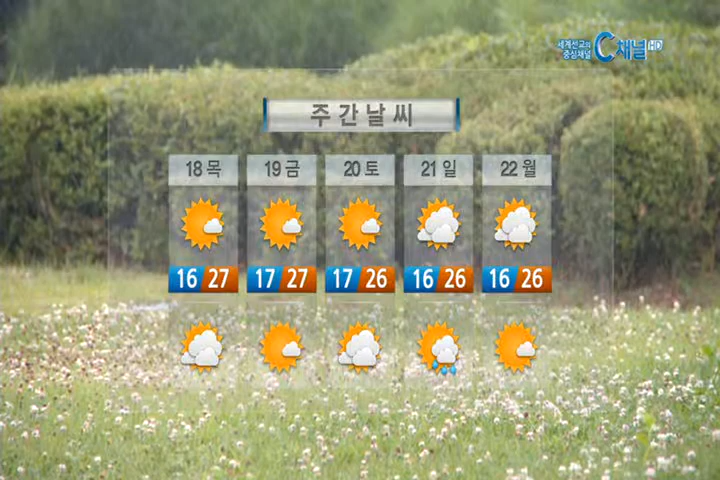 세계선교의
중심채널
C채널 HD
주간날씨
18 목 19 금 20 토 21 일 22 월
16 27 17 27 17 26 16 26 16 26